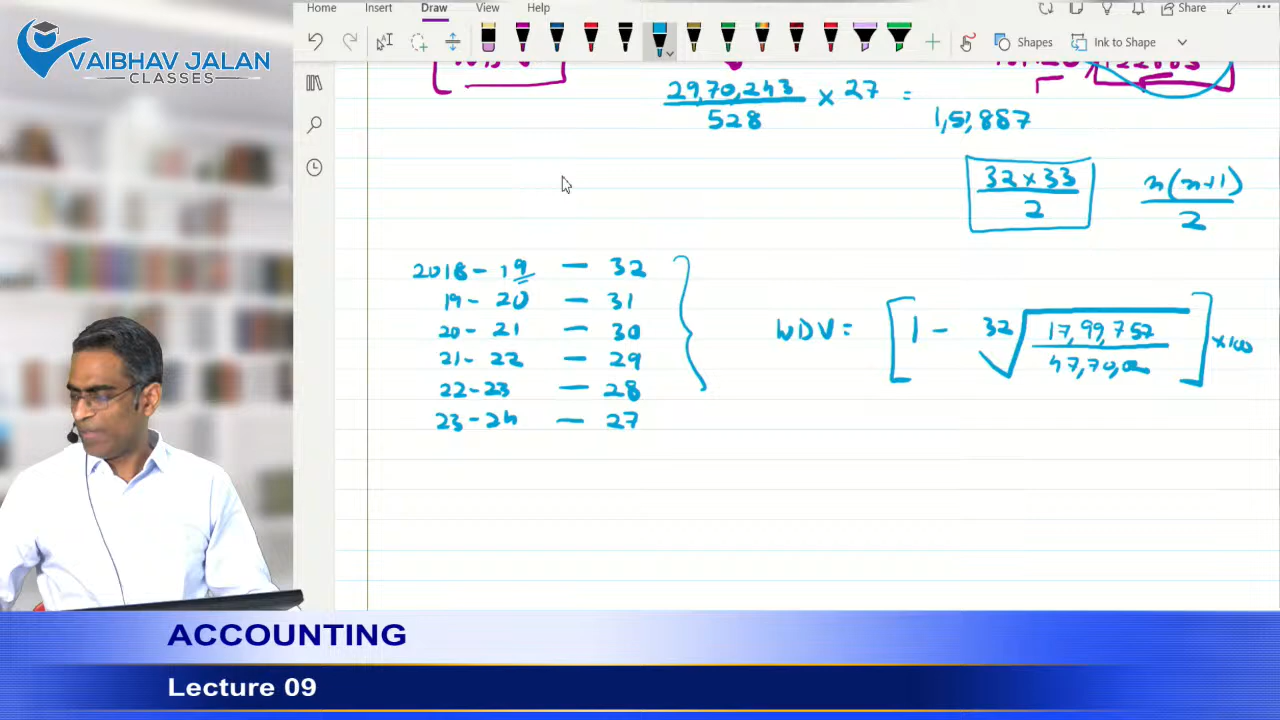 VAIBHAV JALAN
CLASSES
Home Insert Draw View Help
Share
Shapes
Ink to Shape
29,70,243 / 528 × 27 =
1,51,887
32 × 33 / 2
n(n+1) / 2
2018 - 19 — 32
19 - 20 — 31
20 - 21 — 30
21 - 22 — 29
22 - 23 — 28
23 - 24 — 27
WDV = [ 1 - 32√ 17,99,757 / 47,70,000 ] ×100
ACCOUNTING
Lecture 09